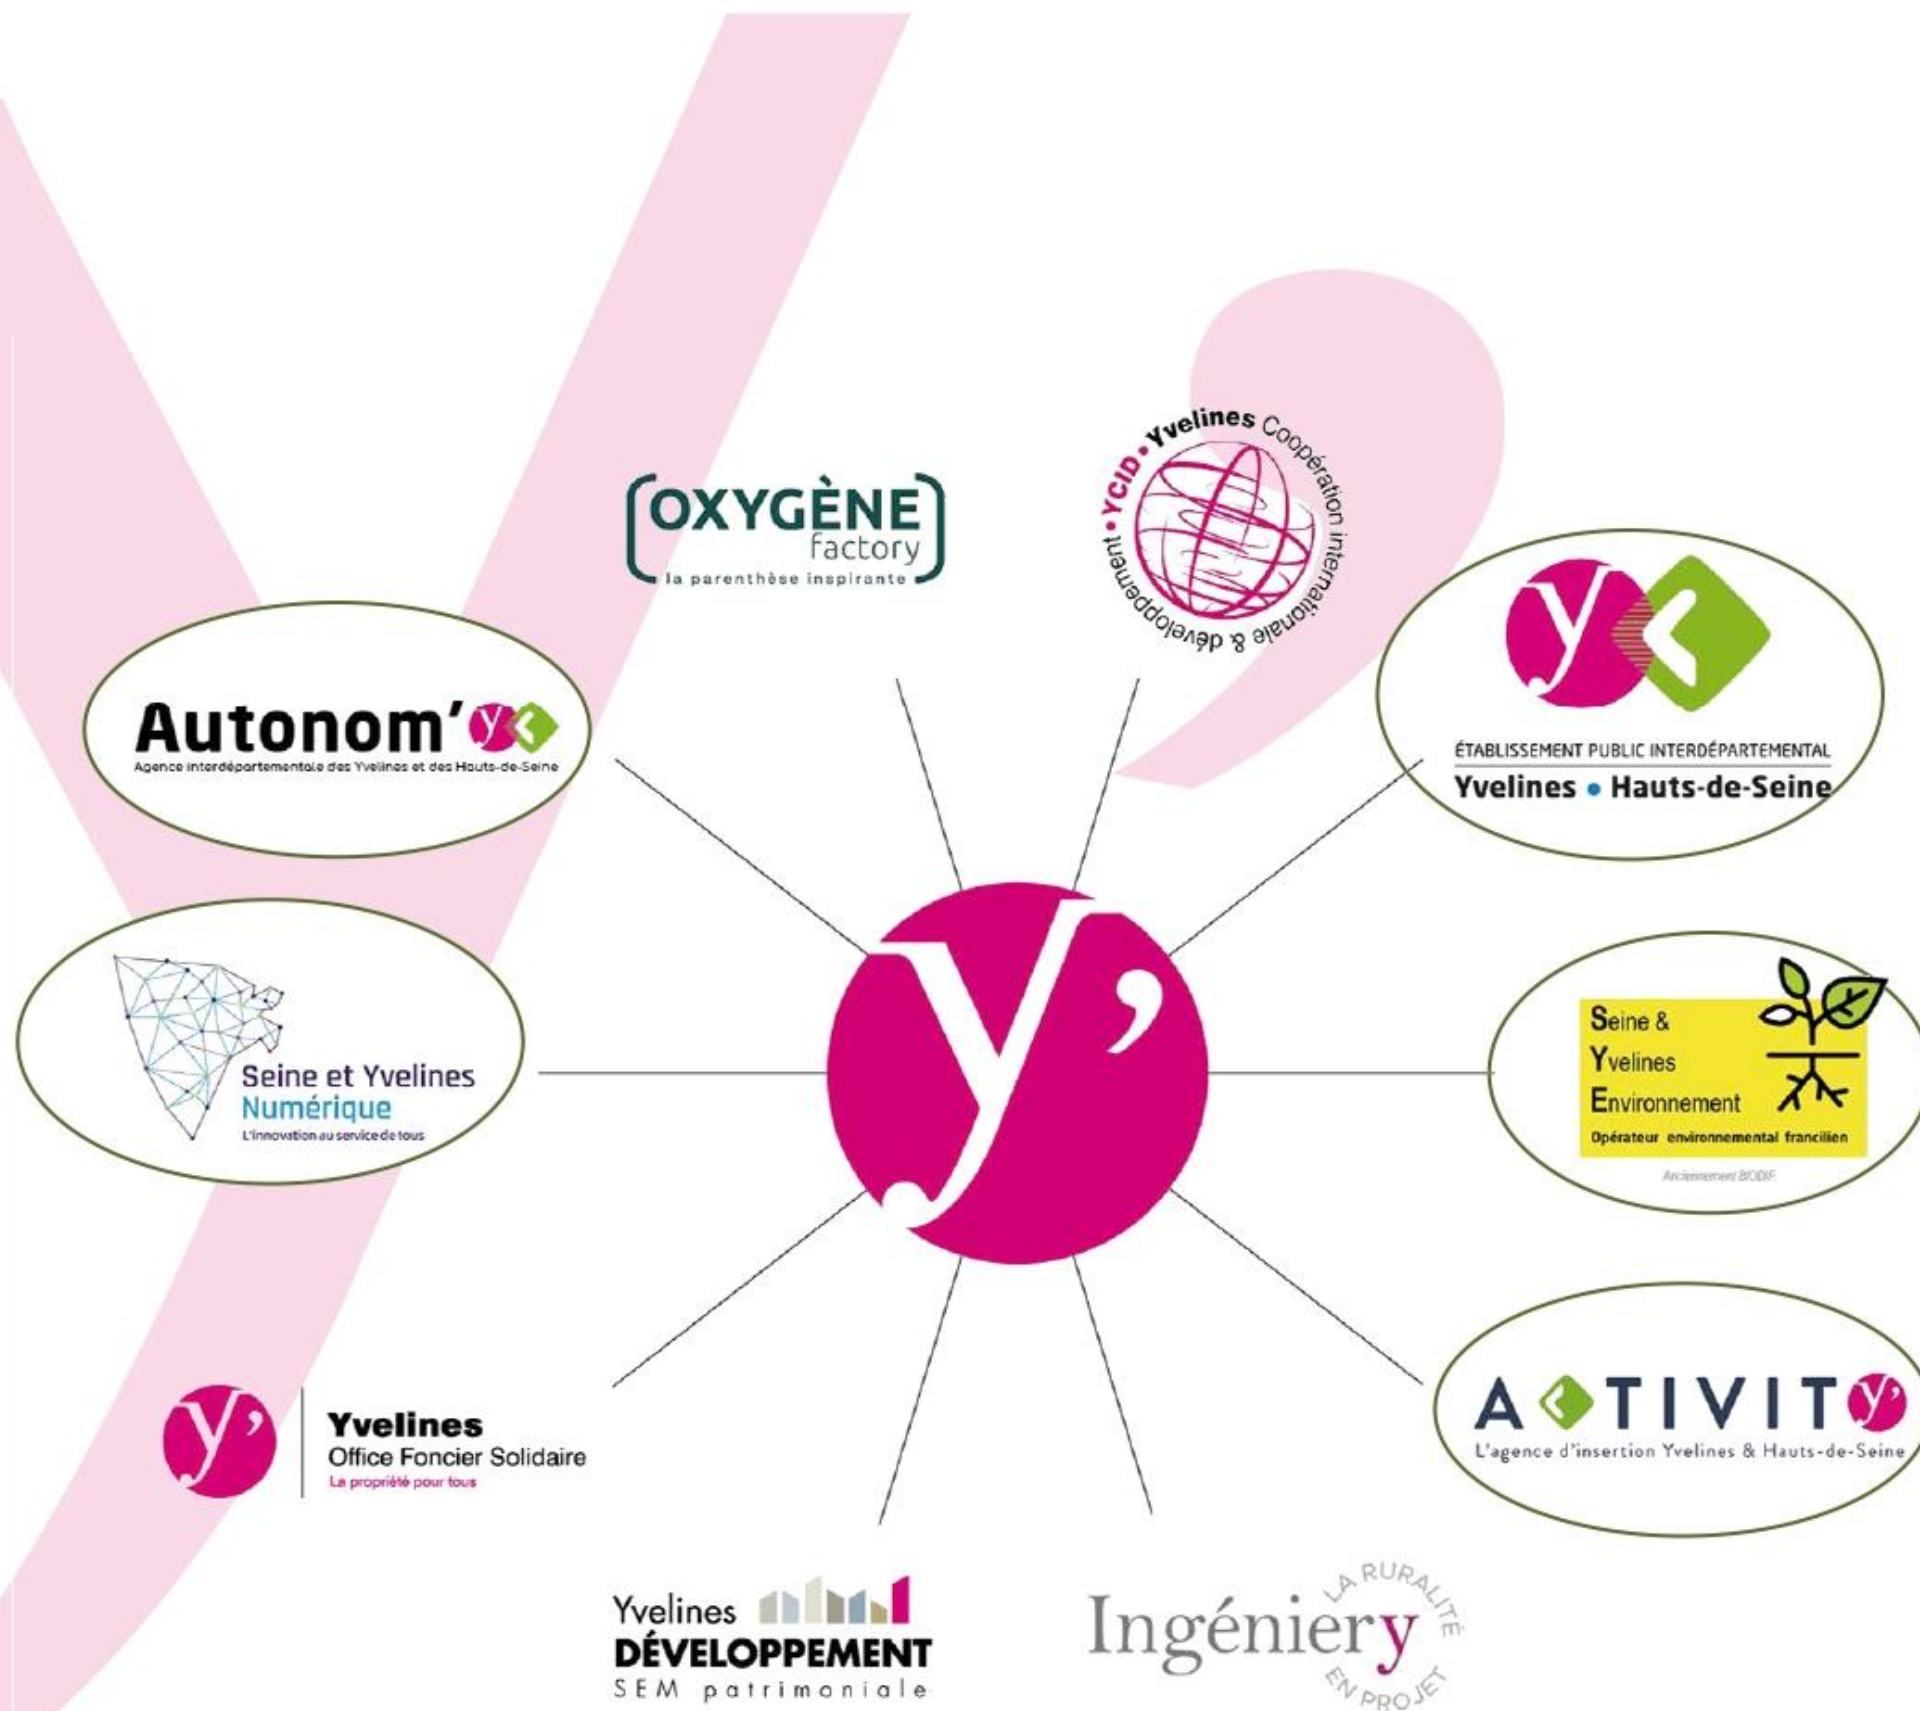 YCID • Yvelines Coopération internationale & développement •
OXYGÈNE
factory
la parenthèse inspirante
y
ÉTABLISSEMENT PUBLIC INTERDÉPARTEMENTAL
Yvelines • Hauts-de-Seine
Autonom'y
Agence interdépartementale des Yvelines et des Hauts-de-Seine
y'
Seine &
Yvelines
Environnement
Opérateur environnemental francilien
Anciennement BIODIF
Seine et Yvelines
Numérique
L'innovation au service de tous
A TIVIT y'
L'agence d'insertion Yvelines & Hauts-de-Seine
y'
Yvelines
Office Foncier Solidaire
La propriété pour tous
Yvelines
DÉVELOPPEMENT
SEM patrimoniale
Ingéniery
LA RURALITÉ
EN PROJET